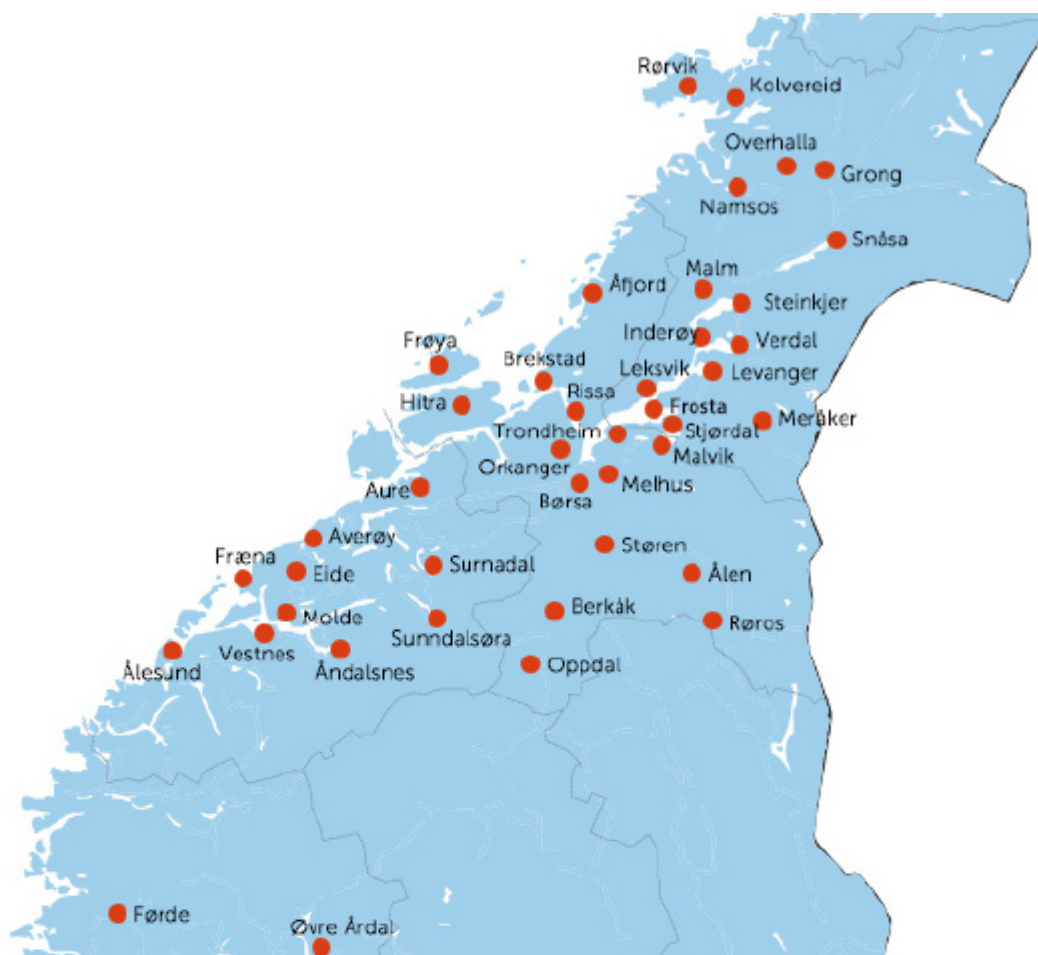 Rørvik
Kolvereid
Overhalla
Grong
Namsos
Snåsa
Malm
Åfjord
Steinkjer
Inderøy
Verdal
Frøya
Brekstad
Leksvik
Levanger
Rissa
Hitra
Frosta
Meråker
Trondheim
Stjørdal
Malvik
Orkanger
Melhus
Aure
Børsa
Averøy
Støren
Fræna
Surnadal
Eide
Ålen
Berkåk
Molde
Røros
Sunndalsøra
Vestnes
Oppdal
Ålesund
Åndalsnes
Førde
Øvre Årdal